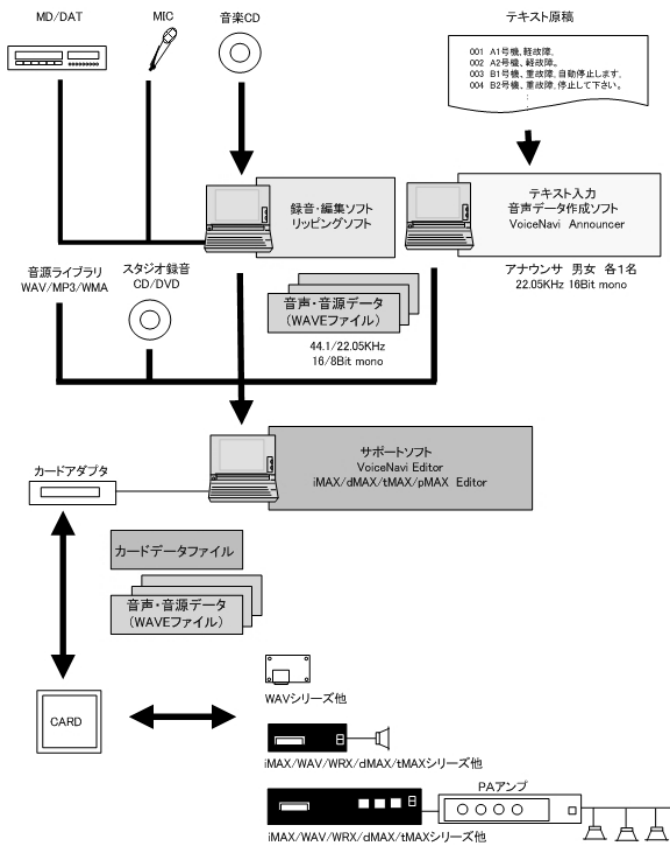 MD/DAT
MIC
音楽CD
テキスト原稿
001 A1号機、軽故障.
002 A2号機、軽故障。
003 B1号機、重故障、自動停止します.
004 B2号機、重故障、停止して下さい。
録音・編集ソフト
リッピングソフト
テキスト入力
音声データ作成ソフト
VoiceNavi Announcer
アナウンサ 男女 各1名
22.05KHz 16Bit mono
音源ライブラリ
WAV/MP3/WMA
スタジオ録音
CD/DVD
音声・音源データ
(WAVEファイル)
44.1/22.05KHz
16/8Bit mono
サポートソフト
VoiceNavi Editor
iMAX/dMAX/tMAX/pMAX Editor
カードアダプタ
カードデータファイル
音声・音源データ
(WAVEファイル)
CARD
WAVシリーズ他
iMAX/WAV/WRX/dMAX/tMAXシリーズ他
PAアンプ
iMAX/WAV/WRX/dMAX/tMAXシリーズ他